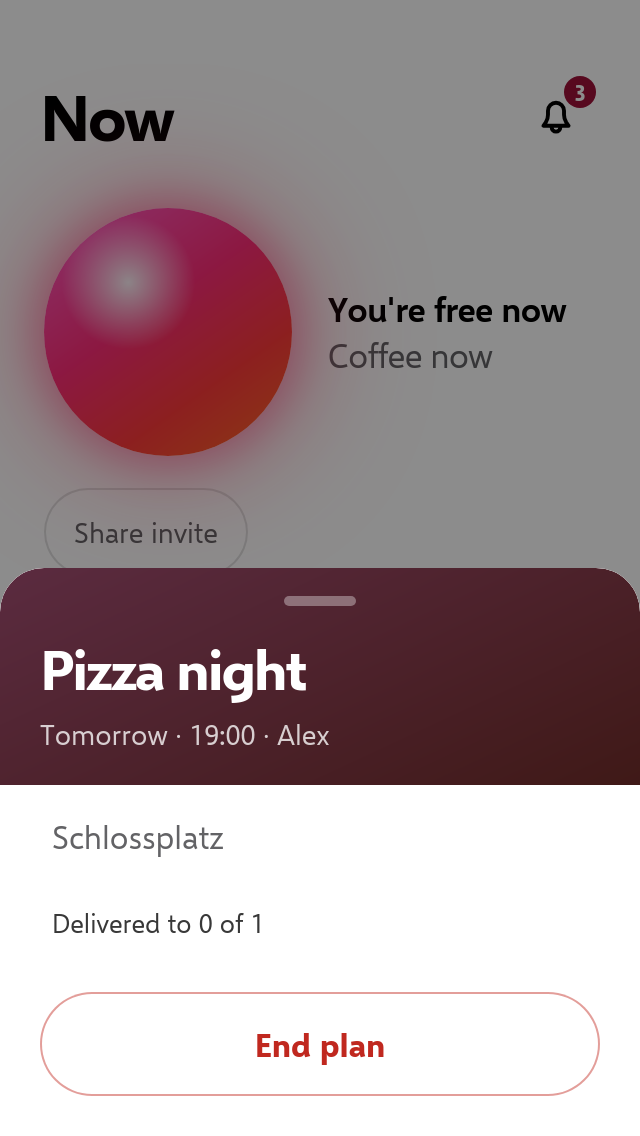 Now
3
You're free now
Coffee now
Share invite
Pizza night
Tomorrow · 19:00 · Alex
Schlossplatz
Delivered to 0 of 1
End plan